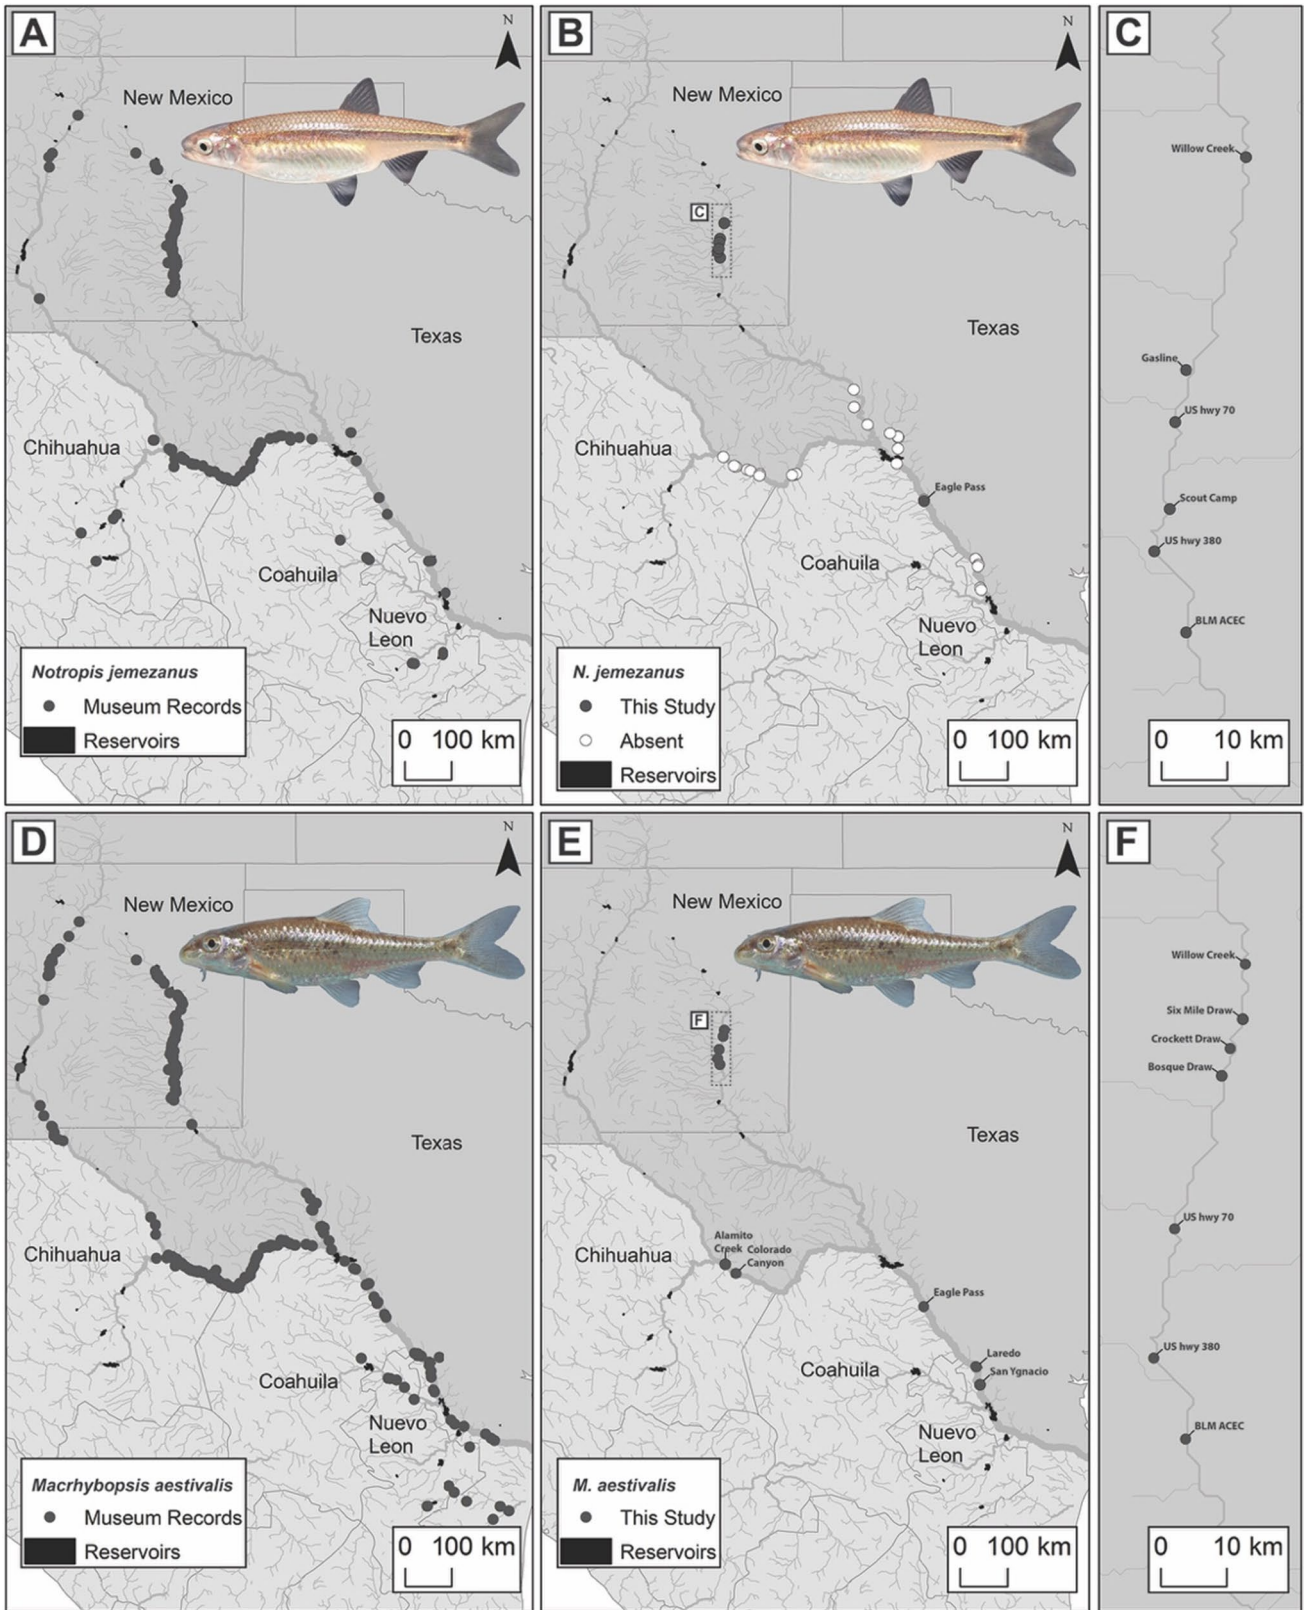 A
N
New Mexico
Texas
Chihuahua
Coahuila
Nuevo
Leon
Notropis jemezanus
Museum Records
Reservoirs
0 100 km
B
N
New Mexico
C
Texas
Chihuahua
Eagle Pass
Coahuila
Nuevo
Leon
N. jemezanus
This Study
Absent
Reservoirs
0 100 km
C
Willow Creek
Gasline
US hwy 70
Scout Camp
US hwy 380
BLM ACEC
0 10 km
D
N
New Mexico
Texas
Chihuahua
Coahuila
Nuevo
Leon
Macrhybopsis aestivalis
Museum Records
Reservoirs
0 100 km
E
N
New Mexico
F
Texas
Alamito
Creek
Colorado
Canyon
Chihuahua
Eagle Pass
Laredo
San Ygnacio
Coahuila
Nuevo
Leon
M. aestivalis
This Study
Reservoirs
0 100 km
F
Willow Creek
Six Mile Draw
Crockett Draw
Bosque Draw
US hwy 70
US hwy 380
BLM ACEC
0 10 km